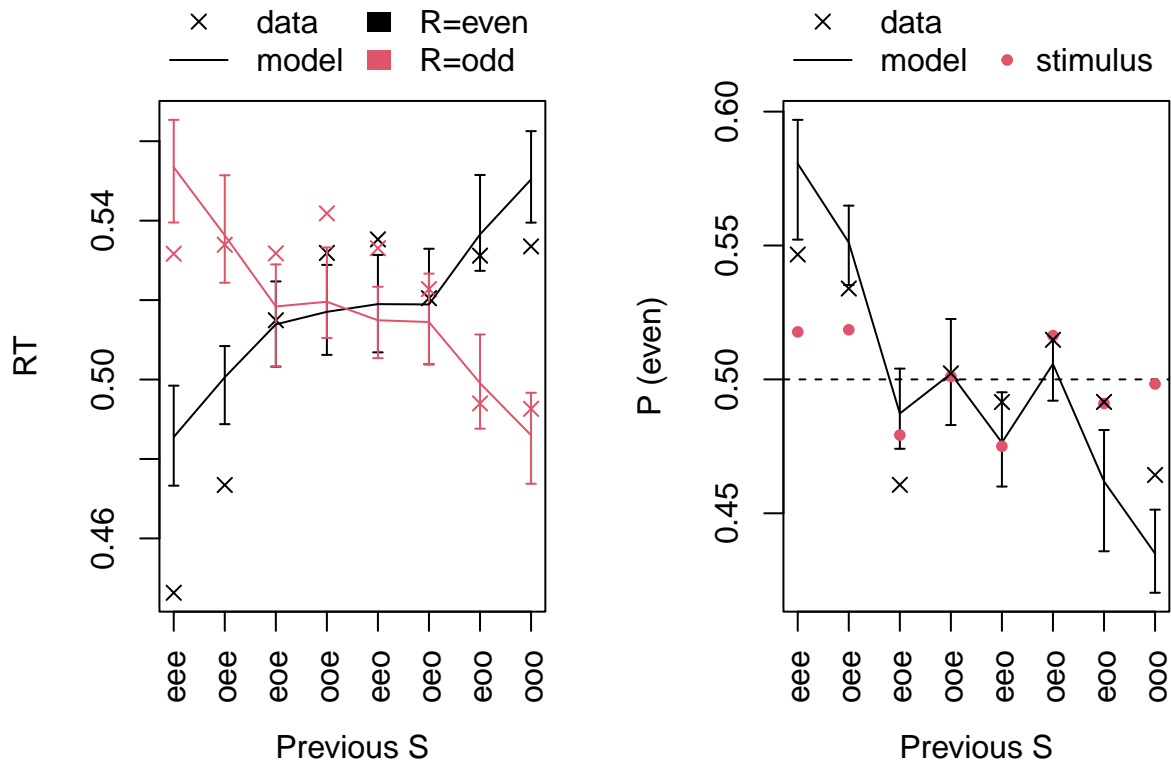 data
R=even
model
R=odd
RT
0.54
0.50
0.46
eee
oee
eoe
ooe
eeo
oeo
eoo
ooo
Previous S
data
model
stimulus
P (even)
0.60
0.55
0.50
0.45
eee
oee
eoe
ooe
eeo
oeo
eoo
ooo
Previous S